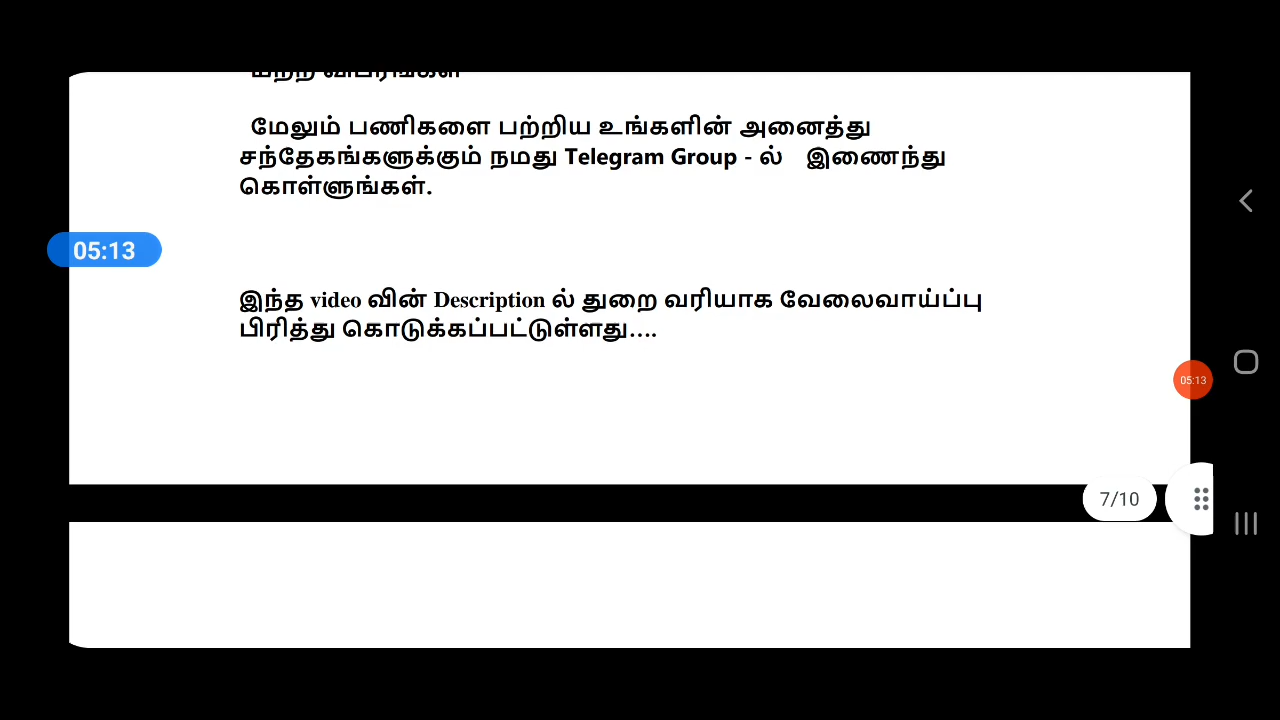 மேலும் பணிகளை பற்றிய உங்களின் அனைத்து
சந்தேகங்களுக்கும் நமது Telegram Group - ல் இணைந்து
கொள்ளுங்கள்.
05:13
இந்த video வின் Description ல் துறை வரியாக வேலைவாய்ப்பு
பிரித்து கொடுக்கப்பட்டுள்ளது....
05:13
7/10